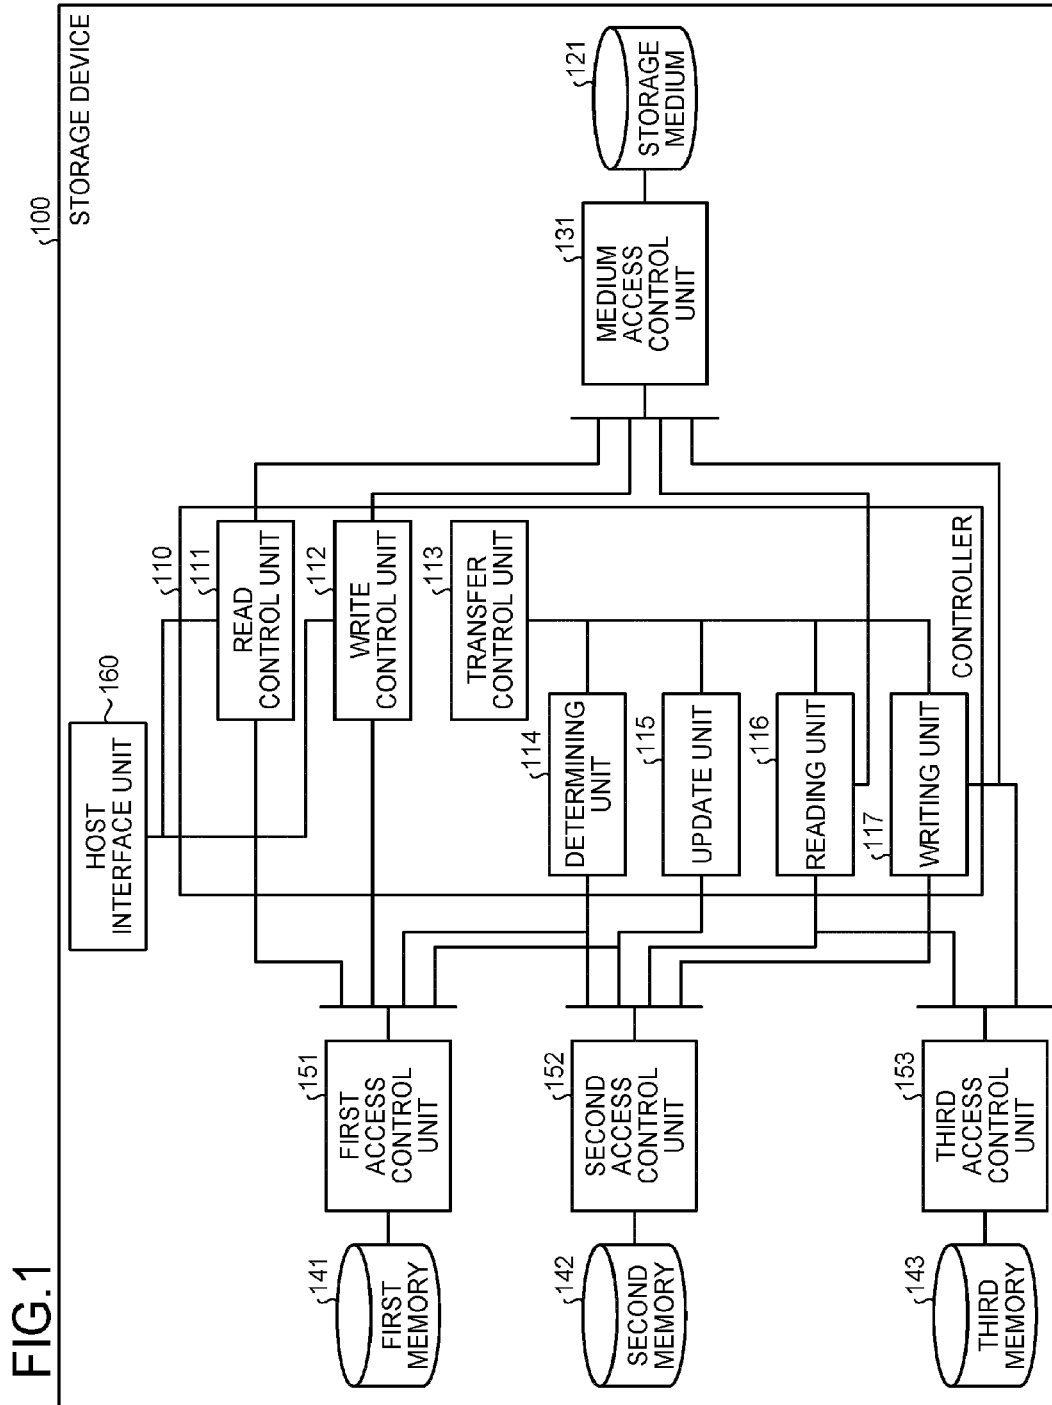 FIG.1
100
STORAGE DEVICE
160
HOST
INTERFACE UNIT
110
111
READ
CONTROL UNIT
112
WRITE
CONTROL UNIT
113
TRANSFER
CONTROL UNIT
114
DETERMINING
UNIT
115
UPDATE UNIT
116
READING UNIT
117
WRITING UNIT
CONTROLLER
141
FIRST
MEMORY
151
FIRST
ACCESS
CONTROL
UNIT
142
SECOND
MEMORY
152
SECOND
ACCESS
CONTROL
UNIT
143
THIRD
MEMORY
153
THIRD
ACCESS
CONTROL
UNIT
131
MEDIUM
ACCESS
CONTROL
UNIT
121
STORAGE
MEDIUM